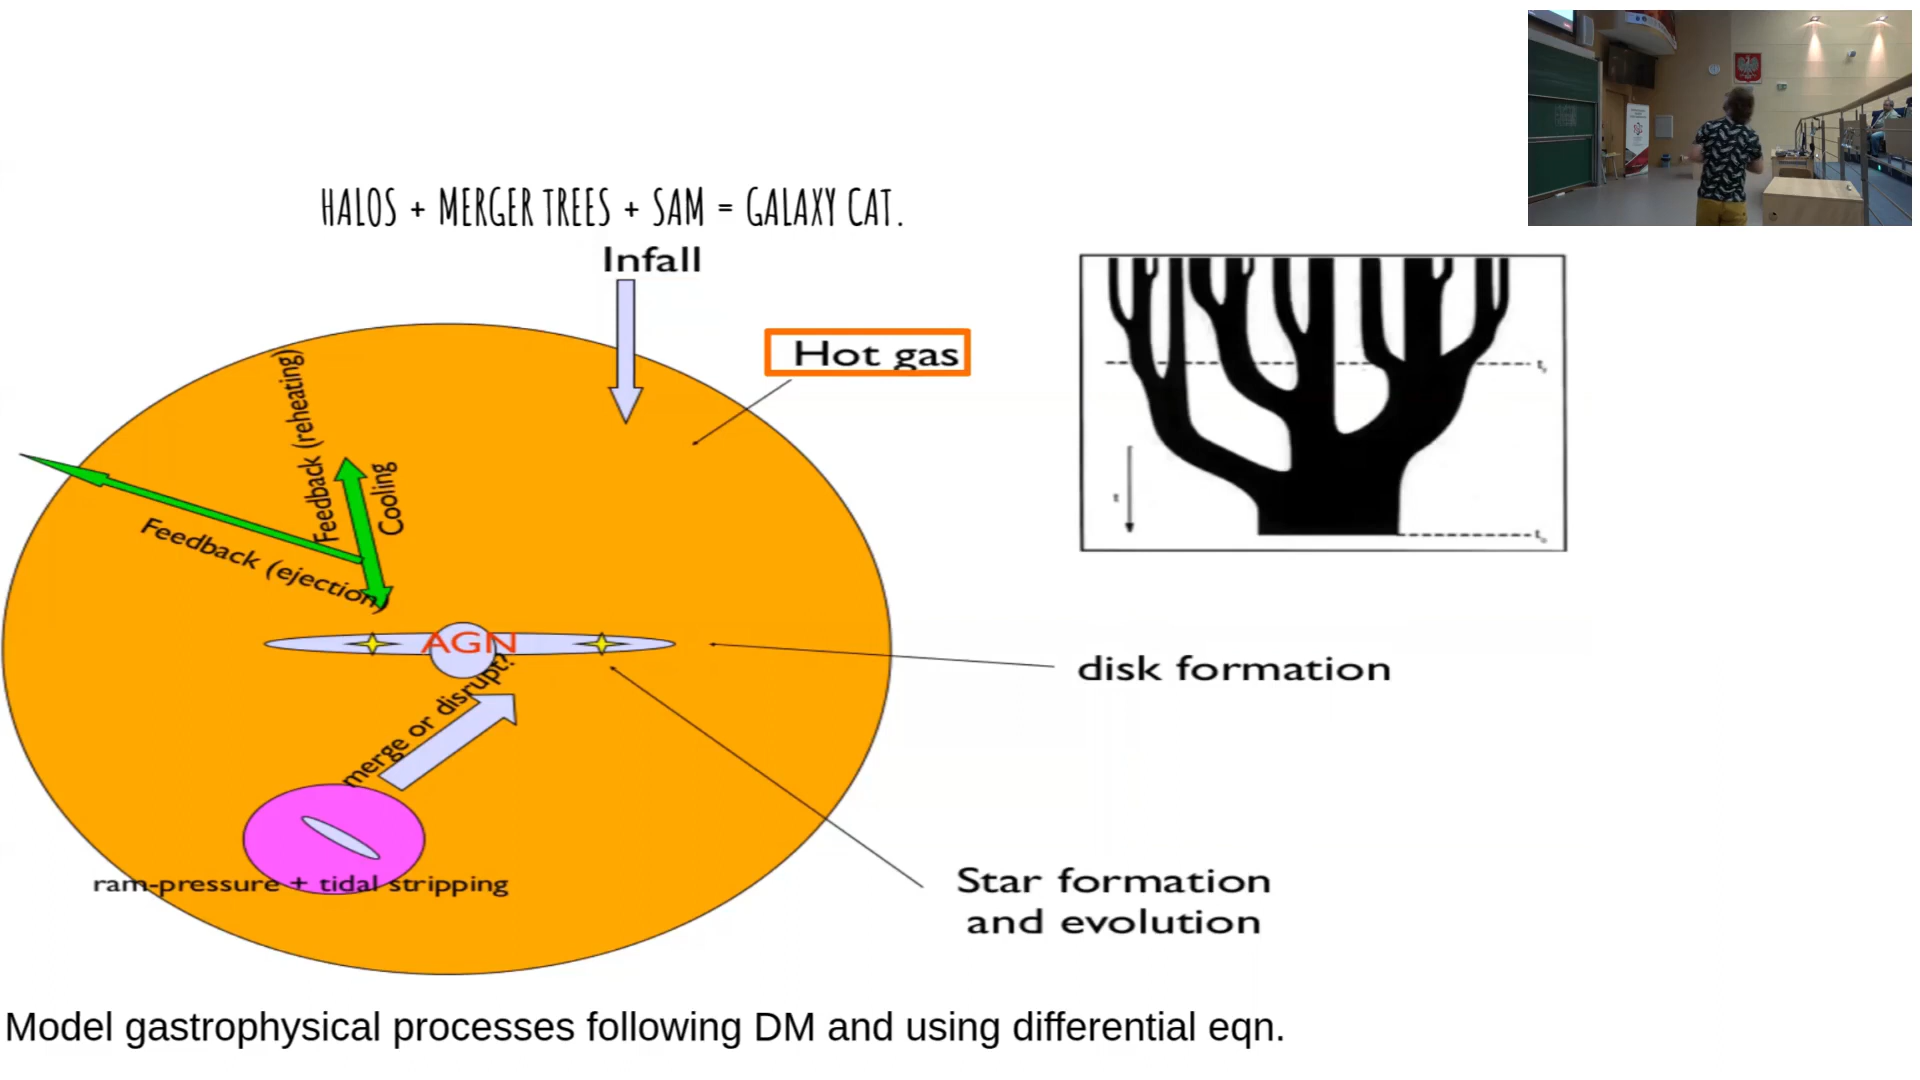 HALOS + MERGER TREES + SAM = GALAXY CAT.
Infall
Hot gas
Feedback (reheating)
Cooling
Feedback (ejection)
AGN
merge or disrupt?
ram-pressure + tidal stripping
t
disk formation
Star formation
and evolution
Model gastrophysical processes following DM and using differential eqn.